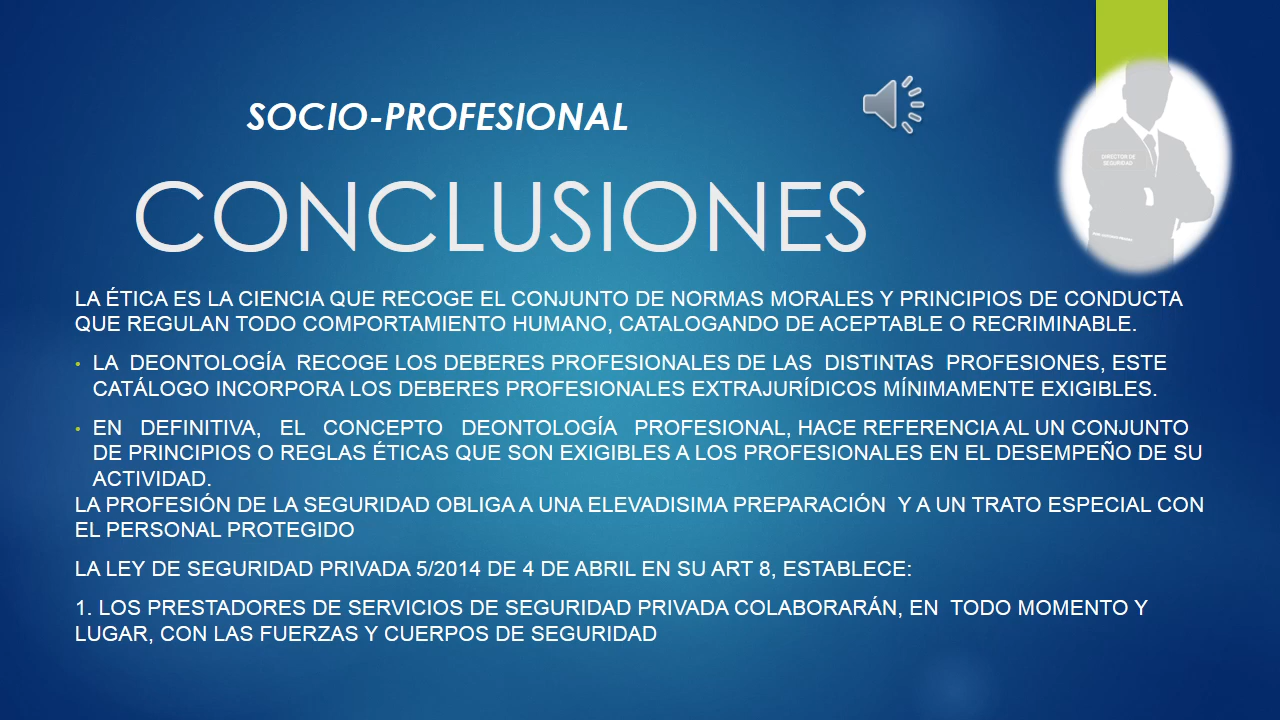 SOCIO-PROFESIONAL
CONCLUSIONES
DIRECTOR DE
SEGURIDAD
LA ÉTICA ES LA CIENCIA QUE RECOGE EL CONJUNTO DE NORMAS MORALES Y PRINCIPIOS DE CONDUCTA
QUE REGULAN TODO COMPORTAMIENTO HUMANO, CATALOGANDO DE ACEPTABLE O RECRIMINABLE.
• LA DEONTOLOGÍA RECOGE LOS DEBERES PROFESIONALES DE LAS DISTINTAS PROFESIONES, ESTE
CATÁLOGO INCORPORA LOS DEBERES PROFESIONALES EXTRAJURÍDICOS MÍNIMAMENTE EXIGIBLES.
• EN DEFINITIVA, EL CONCEPTO DEONTOLOGÍA PROFESIONAL, HACE REFERENCIA AL UN CONJUNTO
DE PRINCIPIOS O REGLAS ÉTICAS QUE SON EXIGIBLES A LOS PROFESIONALES EN EL DESEMPEÑO DE SU
ACTIVIDAD.
LA PROFESIÓN DE LA SEGURIDAD OBLIGA A UNA ELEVADISIMA PREPARACIÓN Y A UN TRATO ESPECIAL CON
EL PERSONAL PROTEGIDO
LA LEY DE SEGURIDAD PRIVADA 5/2014 DE 4 DE ABRIL EN SU ART 8, ESTABLECE:
1. LOS PRESTADORES DE SERVICIOS DE SEGURIDAD PRIVADA COLABORARÁN, EN TODO MOMENTO Y
LUGAR, CON LAS FUERZAS Y CUERPOS DE SEGURIDAD